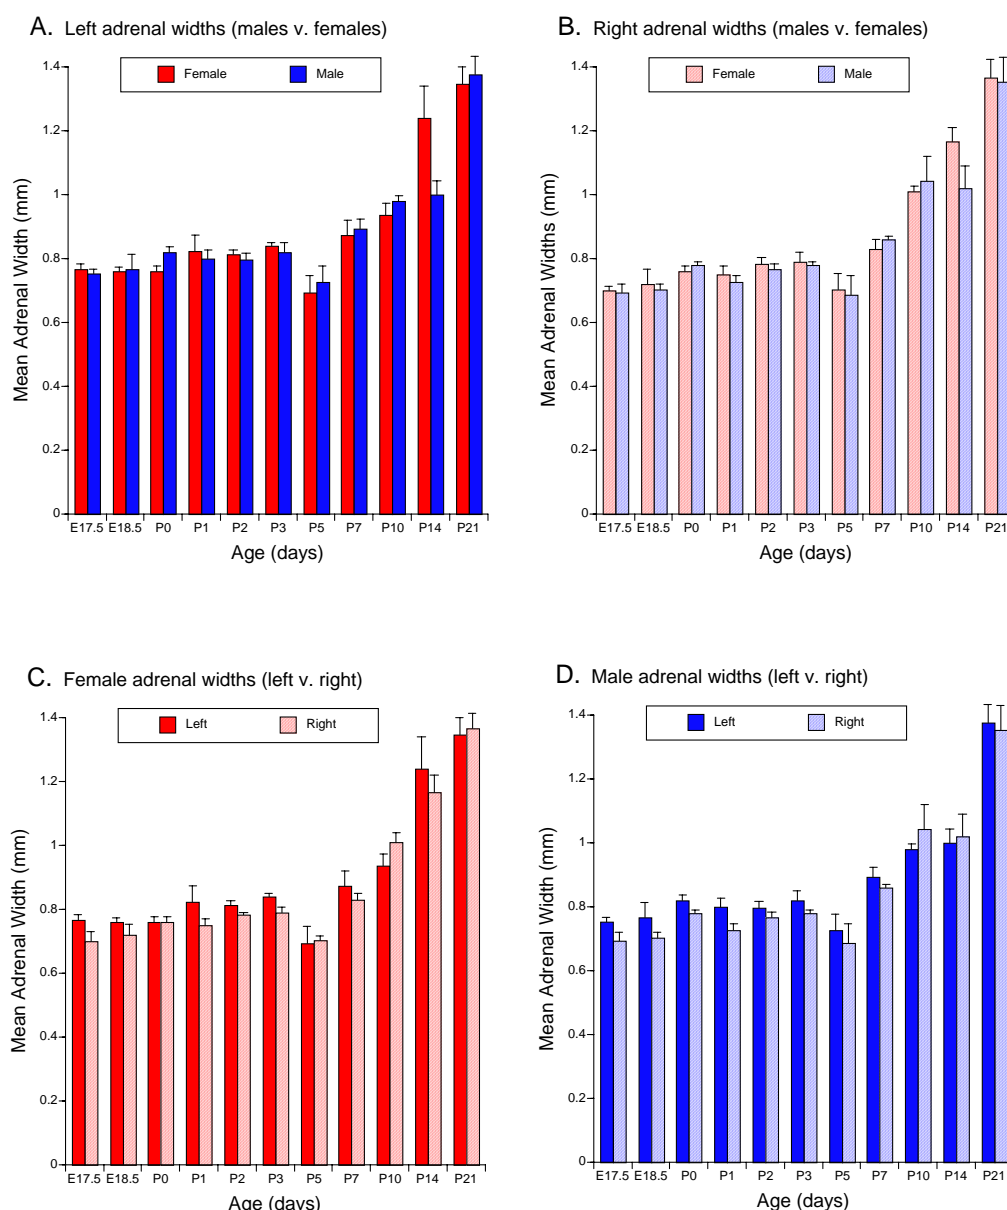 A. Left adrenal widths (males v. females)
Female Male
1.4
1.2
1
0.8
0.6
0.4
0.2
0
Mean Adrenal Width (mm)
E17.5 E18.5 P0 P1 P2 P3 P5 P7 P10 P14 P21
Age (days)
B. Right adrenal widths (males v. females)
Female Male
1.4
1.2
1
0.8
0.6
0.4
0.2
0
Mean Adrenal Widths (mm)
E17.5 E18.5 P0 P1 P2 P3 P5 P7 P10 P14 P21
Age (days)
C. Female adrenal widths (left v. right)
Left Right
1.4
1.2
1
0.8
0.6
0.4
0.2
0
Mean Adrenal Width (mm)
E17.5 E18.5 P0 P1 P2 P3 P5 P7 P10 P14 P21
Age (days)
D. Male adrenal widths (left v. right)
Left Right
1.4
1.2
1
0.8
0.6
0.4
0.2
0
Mean Adrenal Width (mm)
E17.5 E18.5 P0 P1 P2 P3 P5 P7 P10 P14 P21
Age (days)